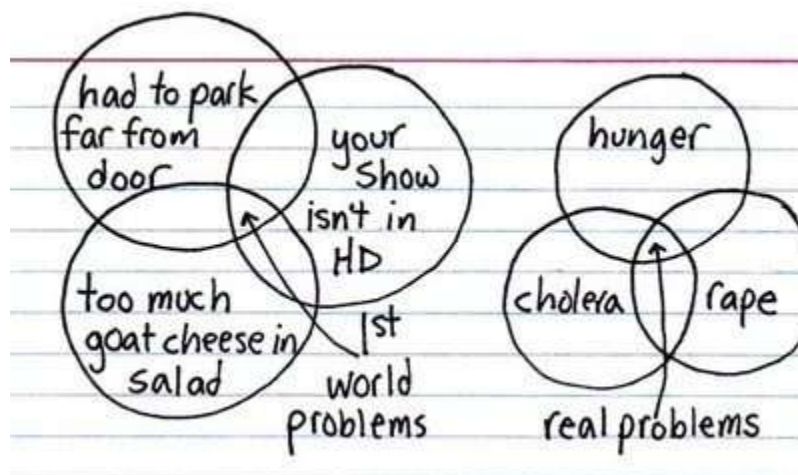 had to park
far from
door
your
Show
isn't in
HD
too much
goat cheese in
salad
1st
world
problems
hunger
cholera
rape
real problems